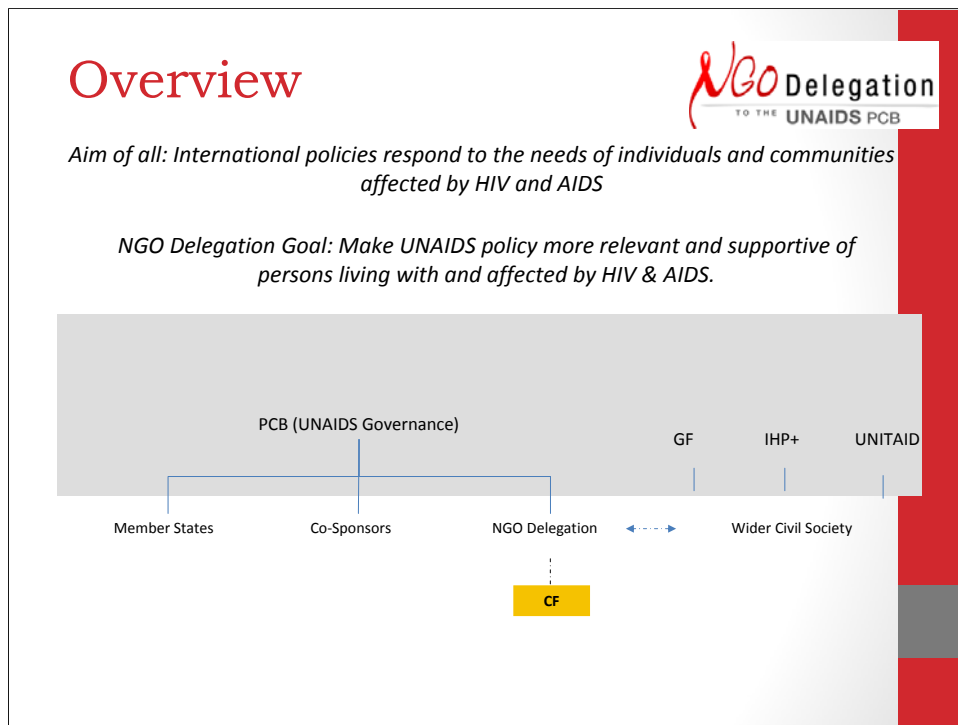 Overview
NGO Delegation
TO THE UNAIDS PCB
Aim of all: International policies respond to the needs of individuals and communities
affected by HIV and AIDS
NGO Delegation Goal: Make UNAIDS policy more relevant and supportive of
persons living with and affected by HIV & AIDS.
PCB (UNAIDS Governance)
GF IHP+ UNITAID
Member States Co-Sponsors NGO Delegation Wider Civil Society
CF